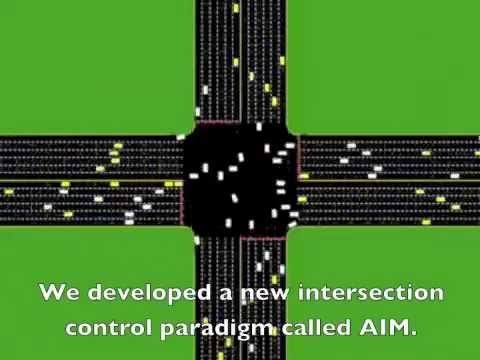 We developed a new intersection
control paradigm called AIM.